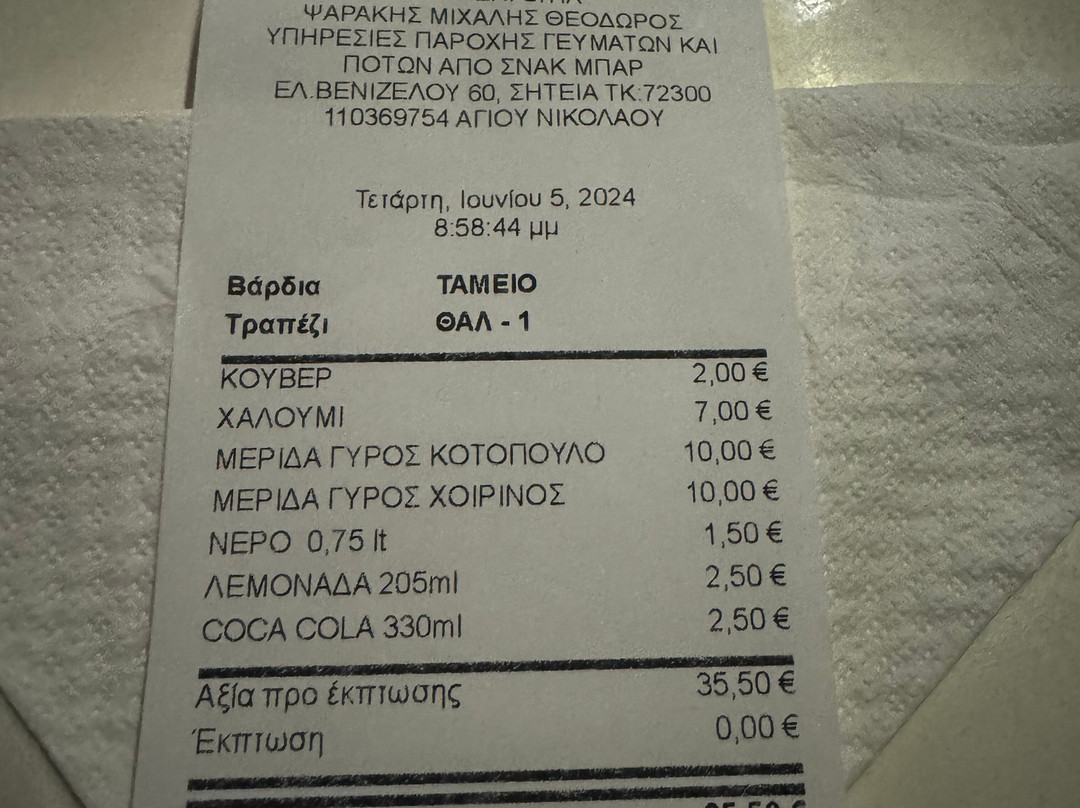 ΨΑΡΑΚΗΣ ΜΙΧΑΛΗΣ ΘΕΟΔΩΡΟΣ
ΥΠΗΡΕΣΙΕΣ ΠΑΡΟΧΗΣ ΓΕΥΜΑΤΩΝ ΚΑΙ
ΠΟΤΩΝ ΑΠΟ ΣΝΑΚ ΜΠΑΡ
ΕΛ.ΒΕΝΙΖΕΛΟΥ 60, ΣΗΤΕΙΑ ΤΚ:72300
110369754 ΑΓΙΟΥ ΝΙΚΟΛΑΟΥ
Τετάρτη, Ιουνίου 5, 2024
8:58:44 μμ
Βάρδια ΤΑΜΕΙΟ
Τραπέζι ΘΑΛ - 1
ΚΟΥΒΕΡ 2,00 €
ΧΑΛΟΥΜΙ 7,00 €
ΜΕΡΙΔΑ ΓΥΡΟΣ ΚΟΤΟΠΟΥΛΟ 10,00 €
ΜΕΡΙΔΑ ΓΥΡΟΣ ΧΟΙΡΙΝΟΣ 10,00 €
ΝΕΡΟ 0,75 lt 1,50 €
ΛΕΜΟΝΑΔΑ 205ml 2,50 €
COCA COLA 330ml 2,50 €
Αξία προ έκπτωσης 35,50 €
Έκπτωση 0,00 €